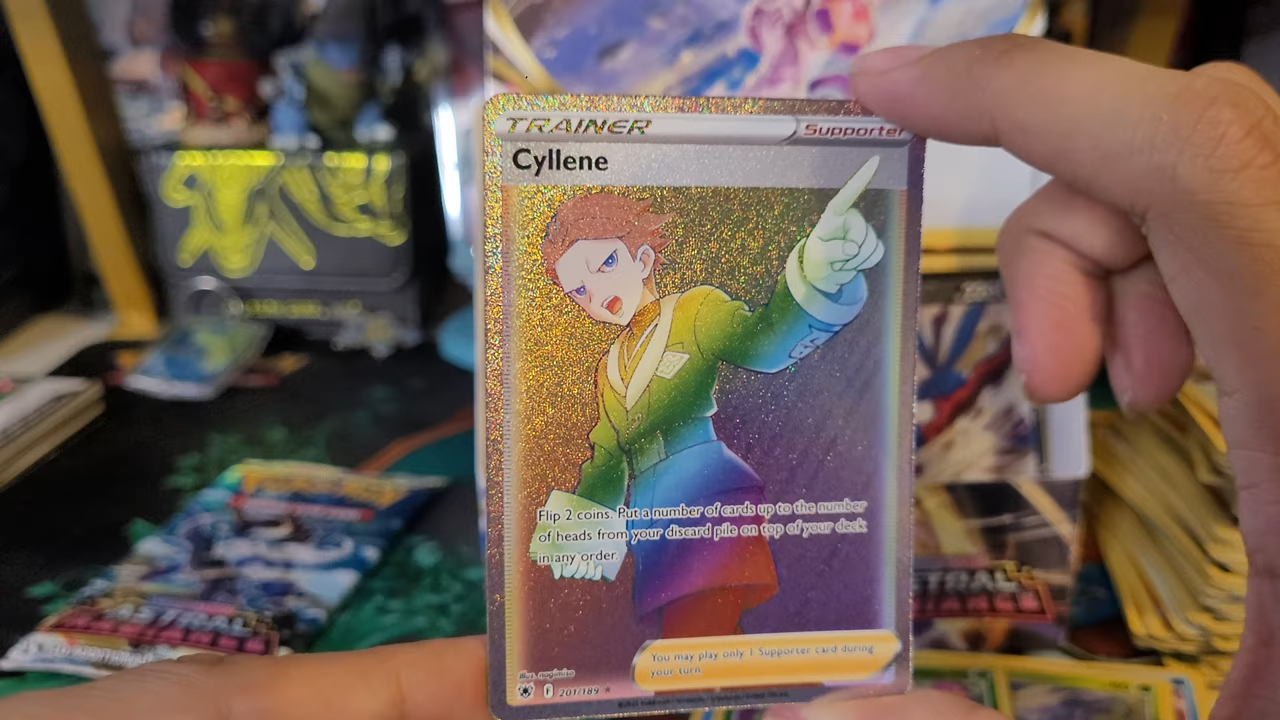 TRAINER
Supporter
Cyllene
Flip 2 coins. Put a number of cards up to the number
of heads from your discard pile on top of your deck
in any order.
You may play only 1 Supporter card during
your turn.
illus. nagimiso
F 201/189
ASTRAL
ASTRAL